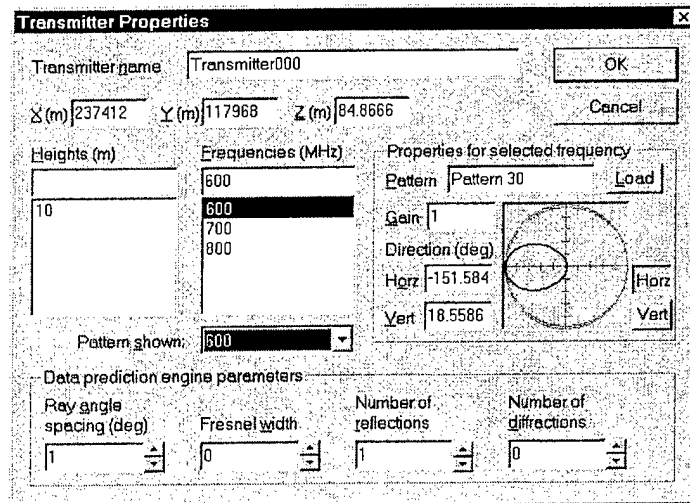 Transmitter Properties
Transmitter name Transmitter000 OK
X (m) 237412 Y (m) 117968 Z (m) 84.8666 Cancel
Heights (m)
10
Frequencies (MHz)
600
600
700
800
Pattern shown: 600
Properties for selected frequency
Pattern Pattern 30 Load
Gain 1
Direction (deg)
Horz -151.584
Vert 18.5586
Horz
Vert
Data prediction engine parameters
Ray angle
spacing (deg)
1
Fresnel width
0
Number of
reflections
1
Number of
diffractions
0